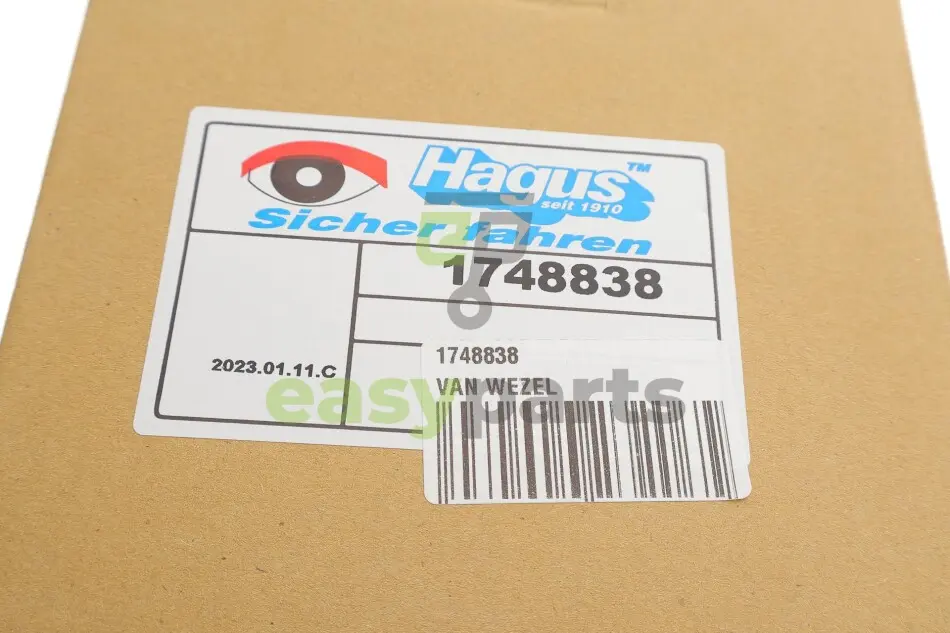 Hagus™
seit 1910
Sicher fahren
1748838
2023.01.11.C
1748838
VAN WEZEL
easyparts